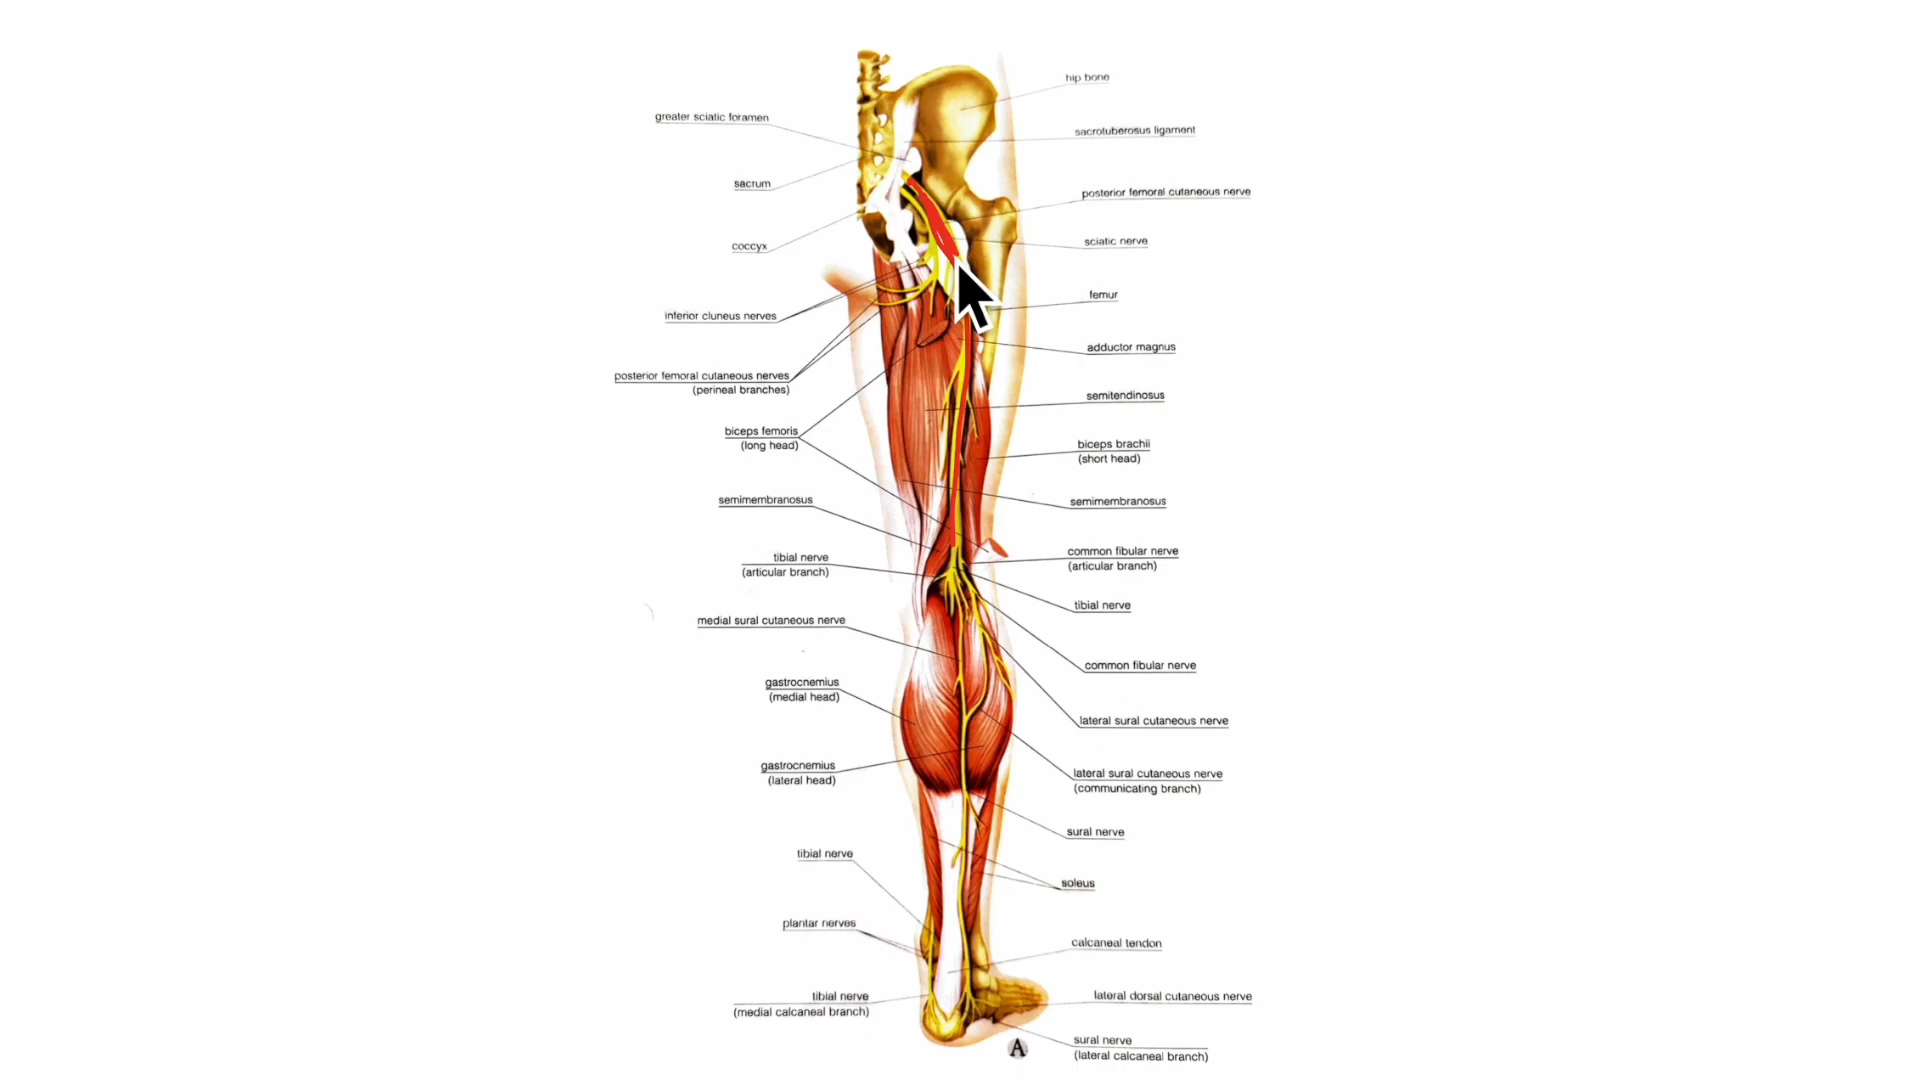 hip bone
greater sciatic foramen
sacrotuberosus ligament
sacrum
posterior femoral cutaneous nerve
sciatic nerve
coccyx
femur
inferior cluneus nerves
adductor magnus
posterior femoral cutaneous nerves
(perineal branches)
semitendinosus
biceps femoris
(long head)
biceps brachii
(short head)
semimembranosus
semimembranosus
common fibular nerve
(articular branch)
tibial nerve
(articular branch)
tibial nerve
medial sural cutaneous nerve
common fibular nerve
gastrocnemius
(medial head)
lateral sural cutaneous nerve
gastrocnemius
(lateral head)
lateral sural cutaneous nerve
(communicating branch)
sural nerve
tibial nerve
soleus
plantar nerves
calcaneal tendon
tibial nerve
(medial calcaneal branch)
lateral dorsal cutaneous nerve
sural nerve
(lateral calcaneal branch)
A